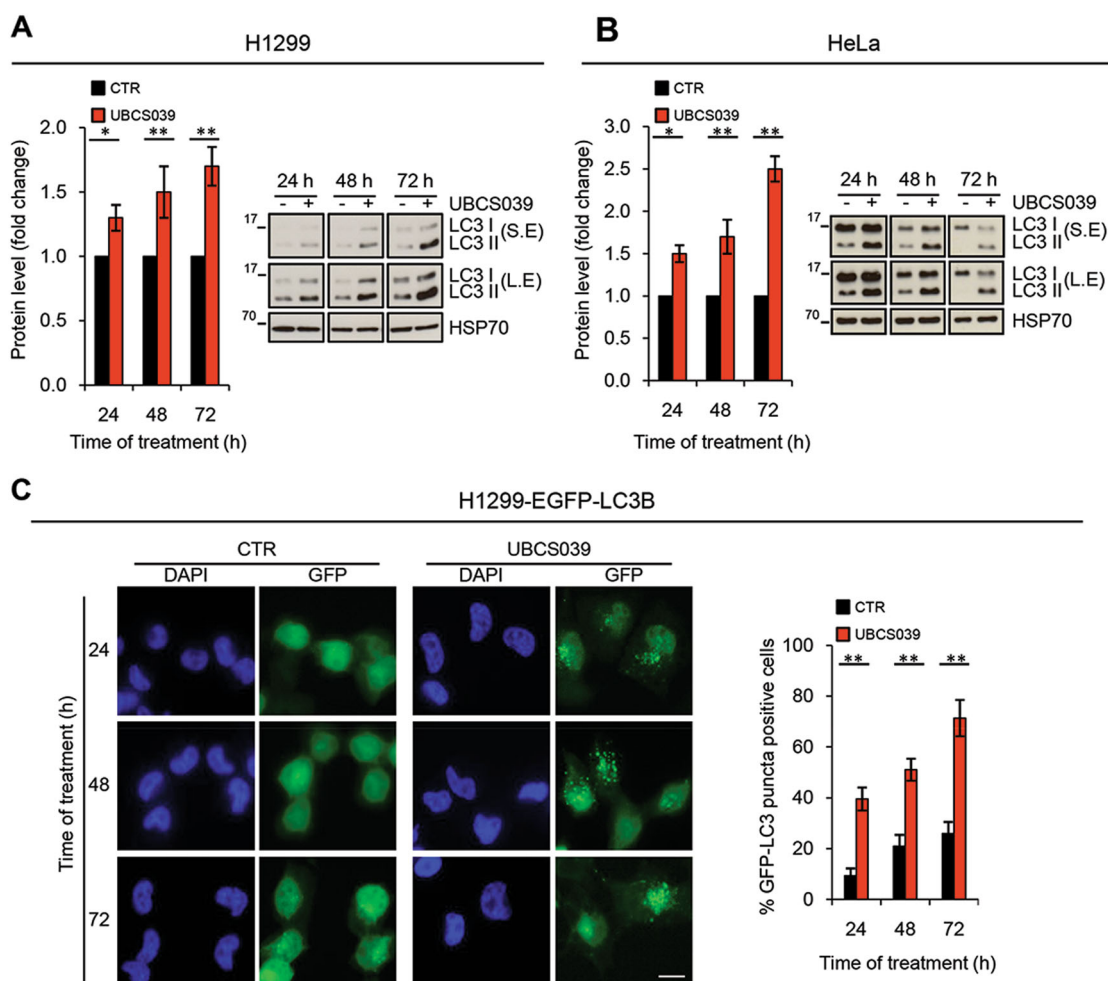 A
H1299
CTR
UBCS039
Protein level (fold change)
2.0
1.5
1.0
0.5
0.0
* ** **
24 48 72
Time of treatment (h)
24 h 48 h 72 h
- + - + - + UBCS039
17
LC3 I
LC3 II (S.E)
17
LC3 I
LC3 II (L.E)
70
HSP70
B
HeLa
CTR
UBCS039
Protein level (fold change)
3.0
2.5
2.0
1.5
1.0
0.5
0.0
* ** **
24 48 72
Time of treatment (h)
24 h 48 h 72 h
- + - + - + UBCS039
17
LC3 I
LC3 II (S.E)
17
LC3 I
LC3 II (L.E)
70
HSP70
C
H1299-EGFP-LC3B
CTR UBCS039
DAPI GFP DAPI GFP
Time of treatment (h)
24
48
72
CTR
UBCS039
% GFP-LC3 puncta positive cells
100
80
60
40
20
0
** ** **
24 48 72
Time of treatment (h)